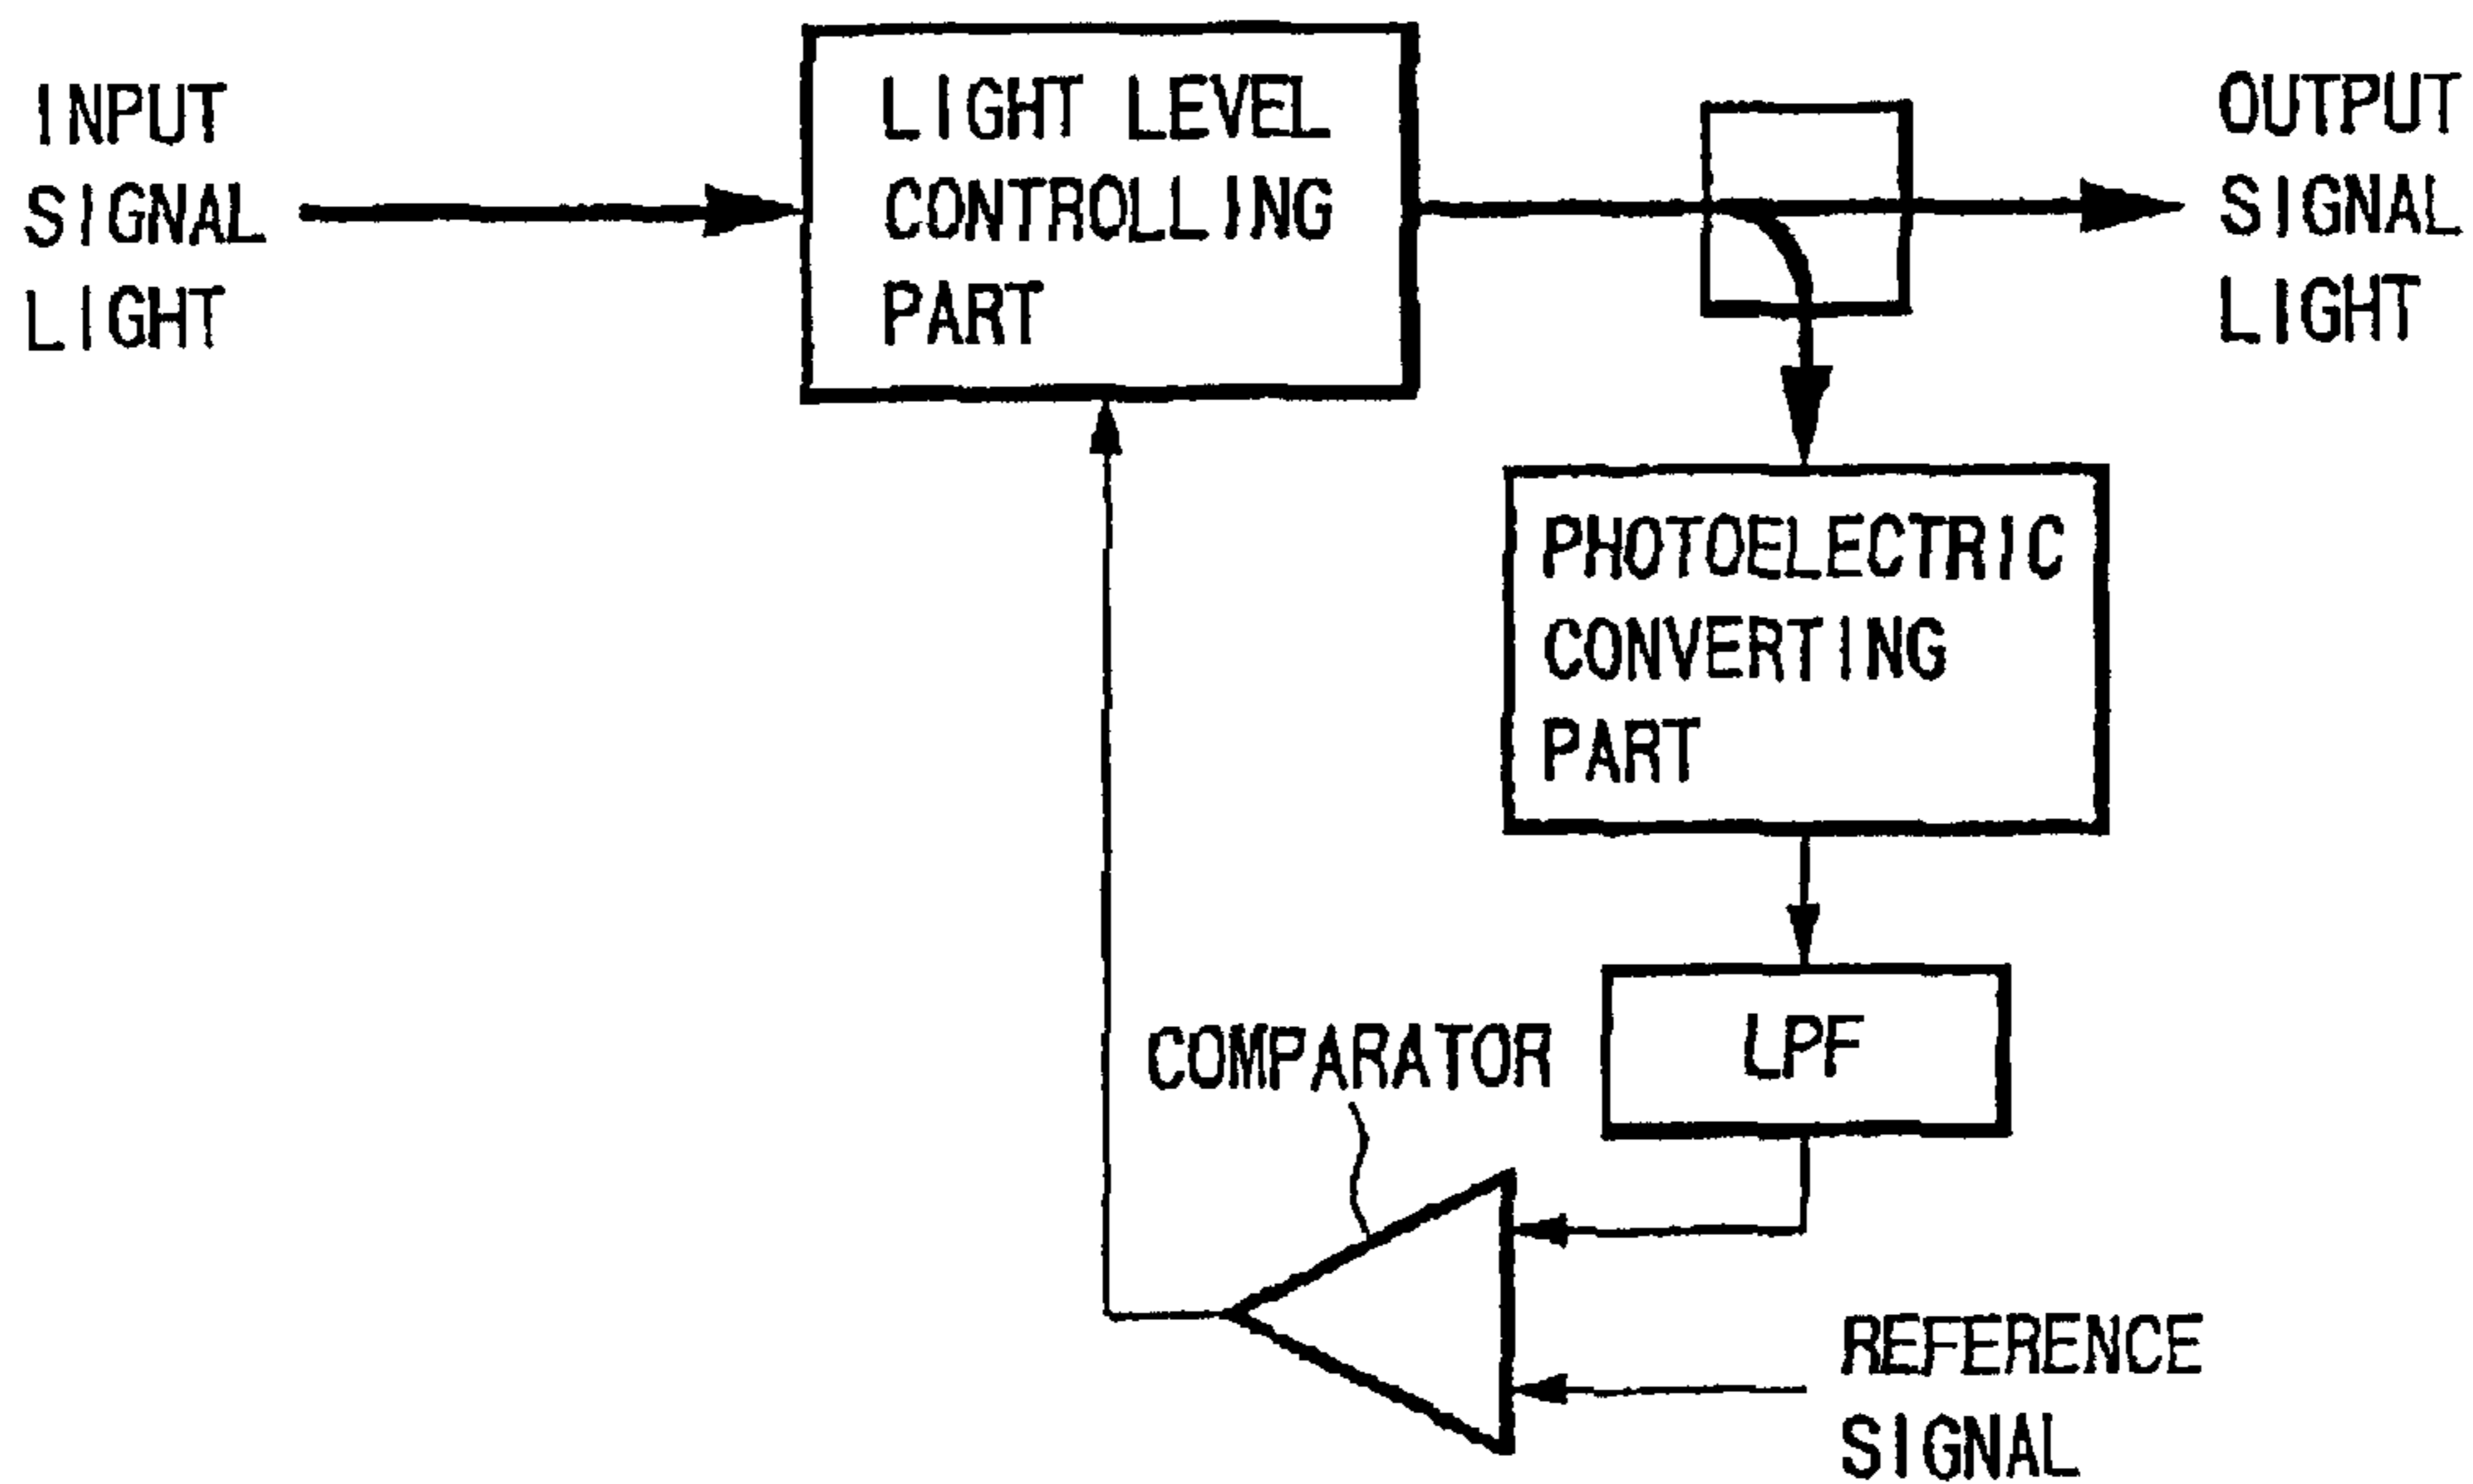 INPUT
SIGNAL
LIGHT
LIGHT LEVEL
CONTROLLING
PART
OUTPUT
SIGNAL
LIGHT
PHOTOELECTRIC
CONVERTING
PART
LPF
COMPARATOR
REFERENCE
SIGNAL